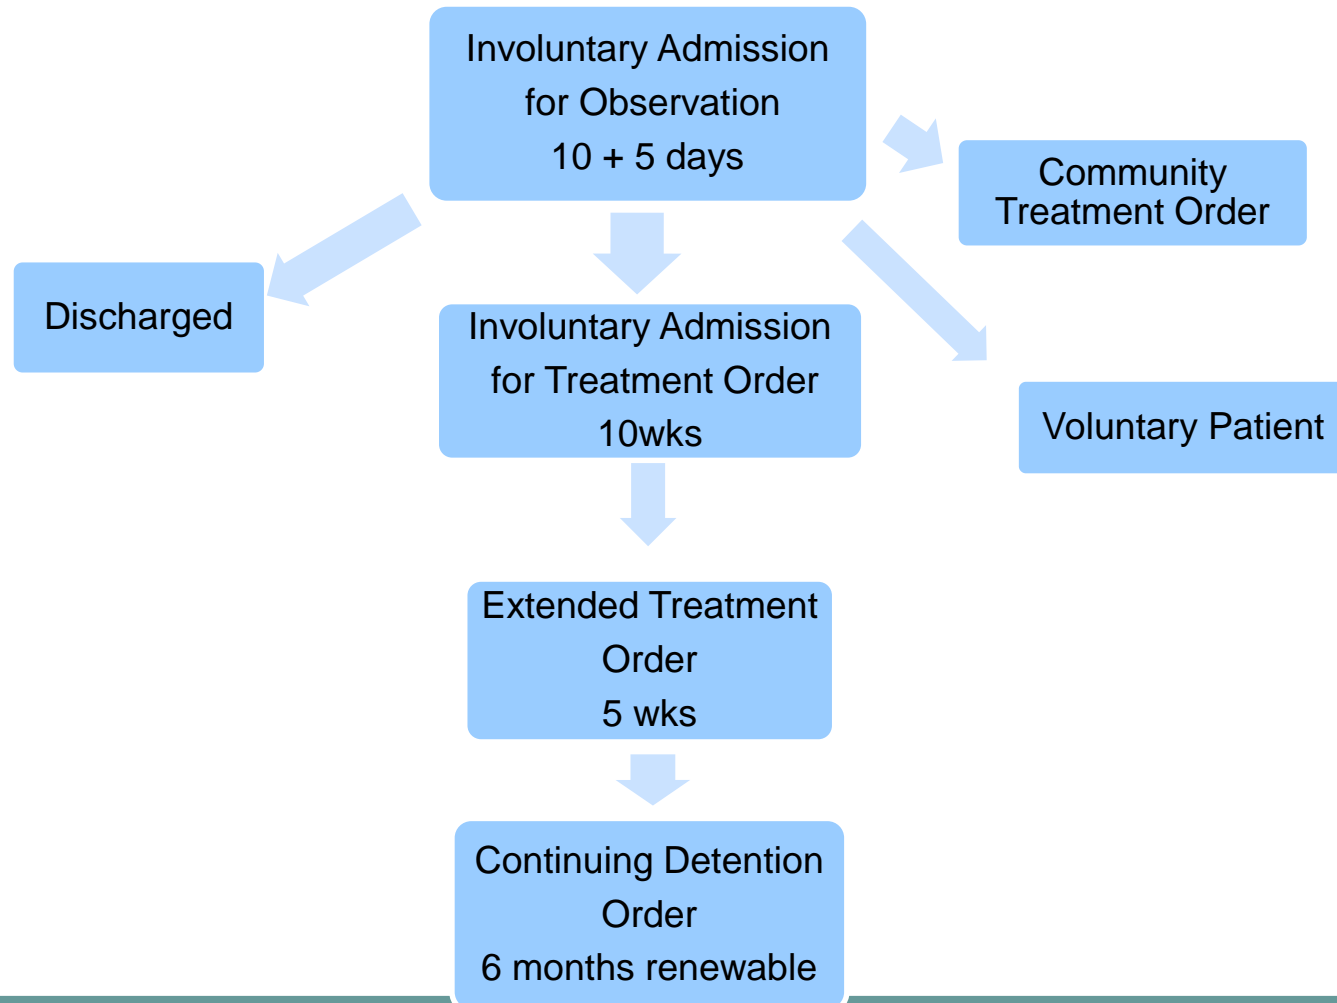 Involuntary Admission
for Observation
10 + 5 days
Community
Treatment Order
Discharged
Involuntary Admission
for Treatment Order
10wks
Voluntary Patient
Extended Treatment
Order
5 wks
Continuing Detention
Order
6 months renewable